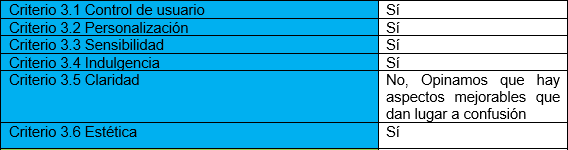 Criterio 3.1 Control de usuario Sí
Criterio 3.2 Personalización Sí
Criterio 3.3 Sensibilidad Sí
Criterio 3.4 Indulgencia Sí
Criterio 3.5 Claridad No, Opinamos que hay
aspectos mejorables que
dan lugar a confusión
Criterio 3.6 Estética Sí